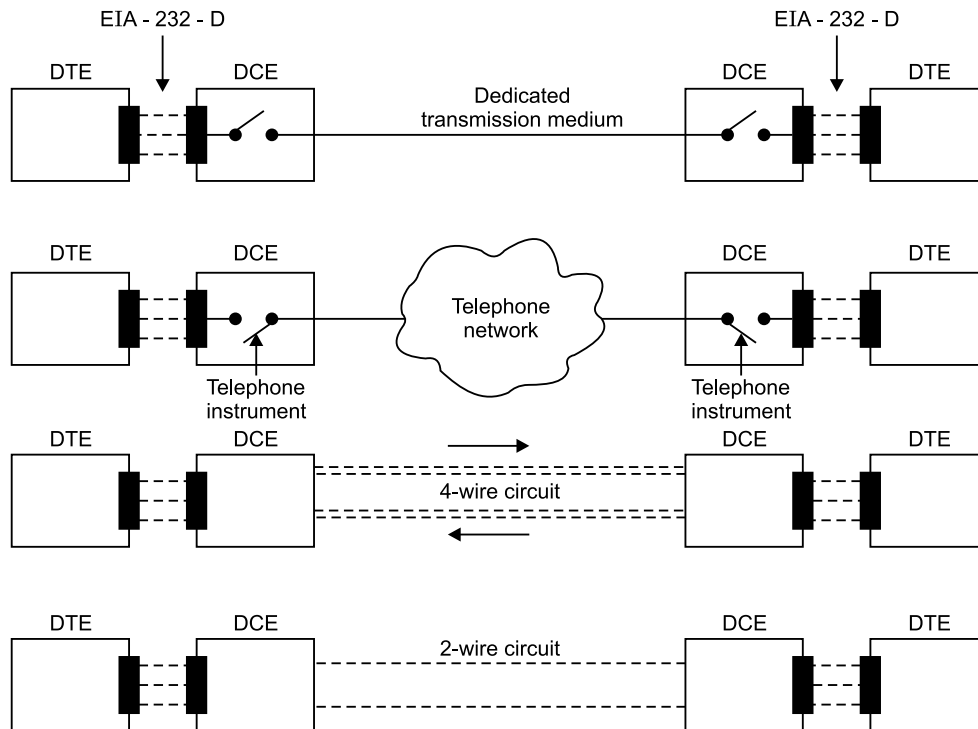 EIA - 232 - D
EIA - 232 - D
DTE
DCE
Dedicated
transmission medium
DCE
DTE
DTE
DCE
Telephone
network
DCE
DTE
Telephone
instrument
Telephone
instrument
DTE
DCE
4-wire circuit
DCE
DTE
DTE
DCE
2-wire circuit
DCE
DTE